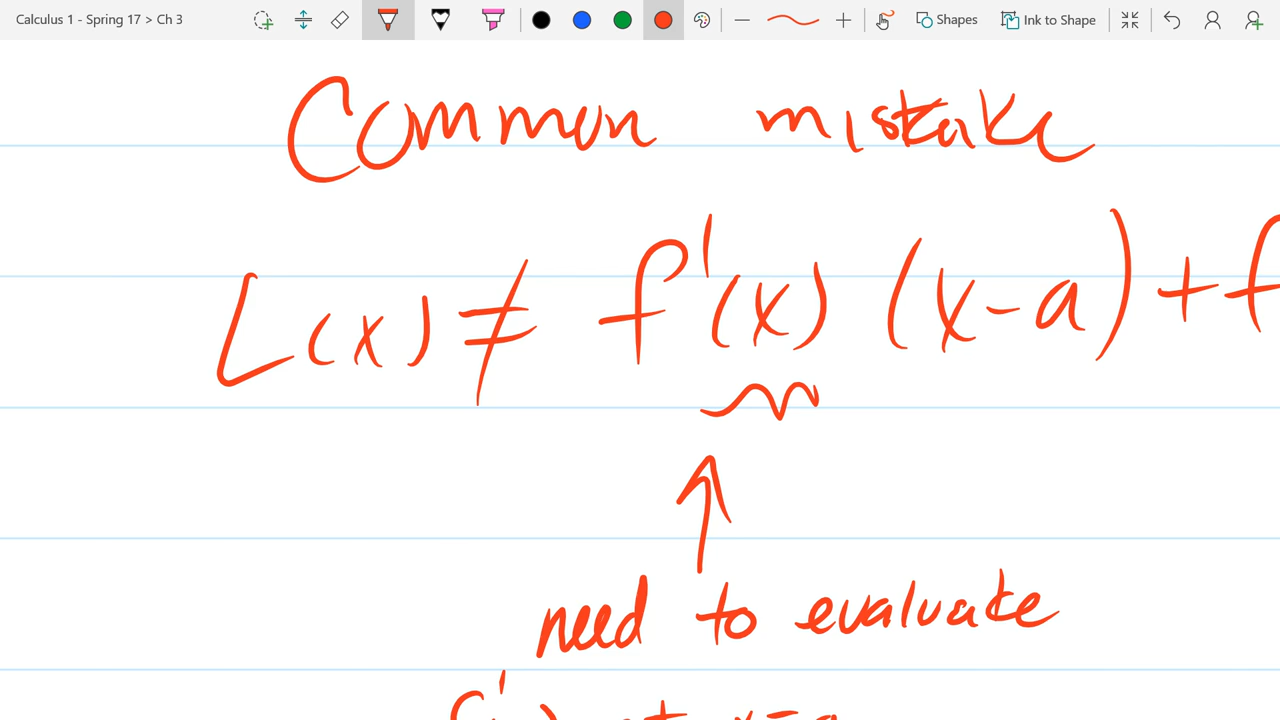 Calculus 1 - Spring 17 > Ch 3 Shapes Ink to Shape
Common mistake
L(x) ≠ f'(x) (x-a) + f
need to evaluate